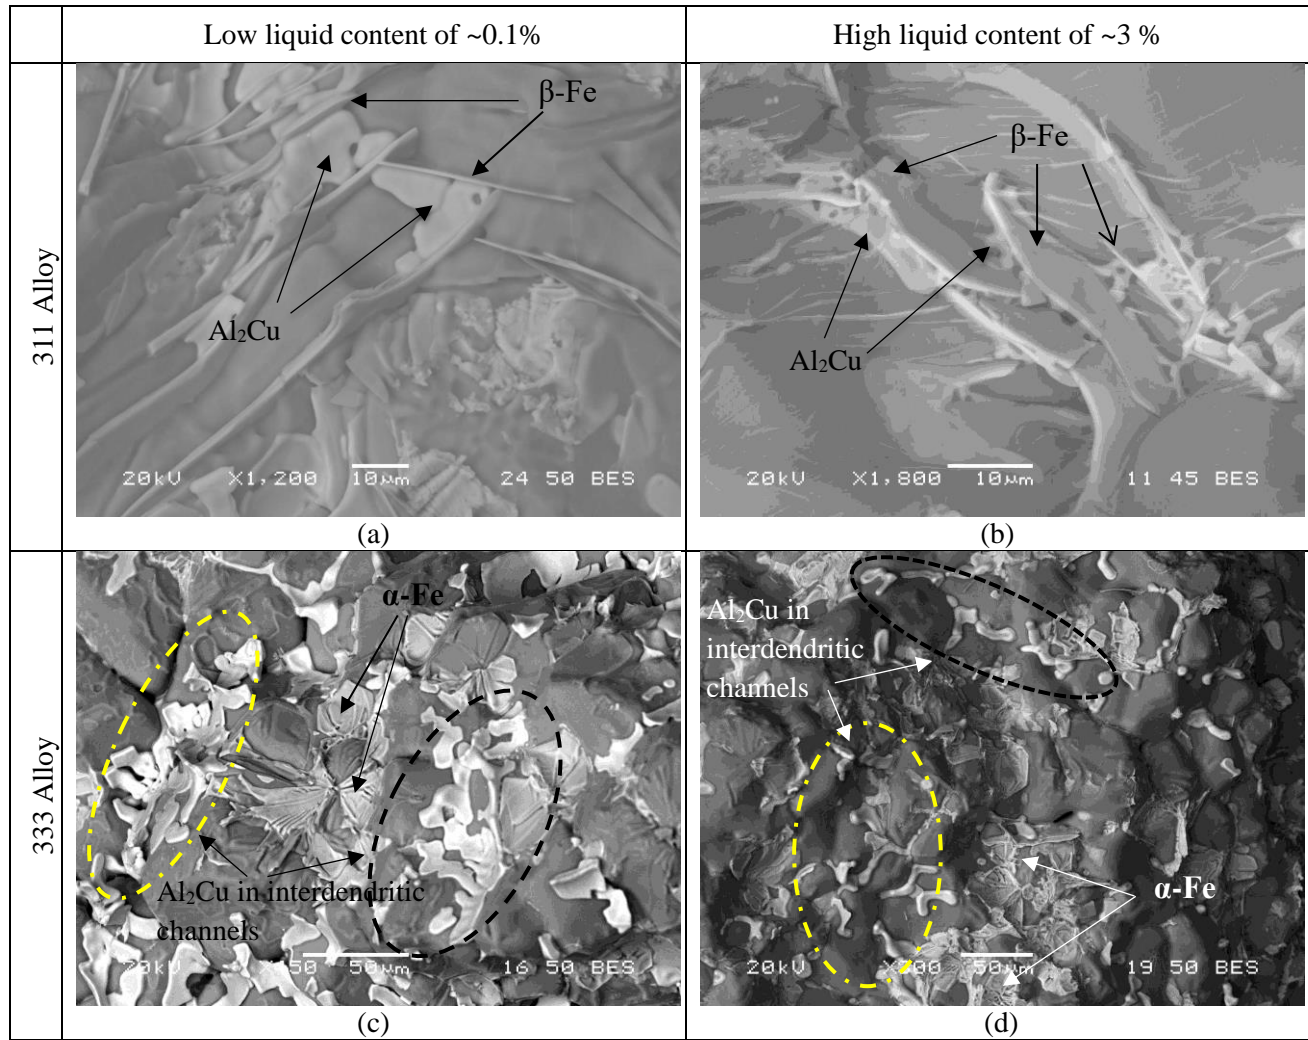 Low liquid content of ~0.1%
High liquid content of ~3 %
311 Alloy
β-Fe
Al₂Cu
20kV X1,200 10μm 24 50 BES
(a)
β-Fe
Al₂Cu
20kV X1,800 10μm 11 45 BES
(b)
333 Alloy
α-Fe
Al₂Cu in interdendritic
channels
50μm 16 50 BES
(c)
Al₂Cu in
interdendritic
channels
α-Fe
20kV 50μm 19 50 BES
(d)